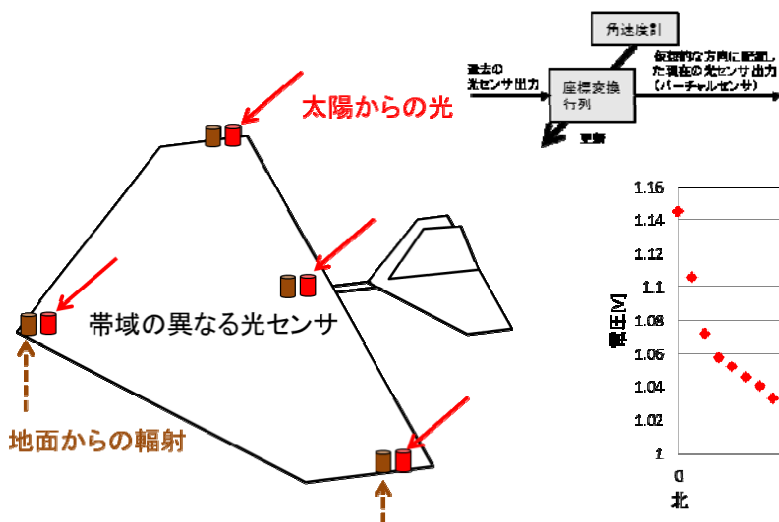 角速度計
過去の
光センサ出力
座標変換
行列
仮想的な方向に配置し
た現在の光センサ出力
(バーチャルセンサ)
更新
太陽からの光
帯域の異なる光センサ
地面からの輻射
電圧[V]
1.16
1.14
1.12
1.1
1.08
1.06
1.04
1.02
1
0
北